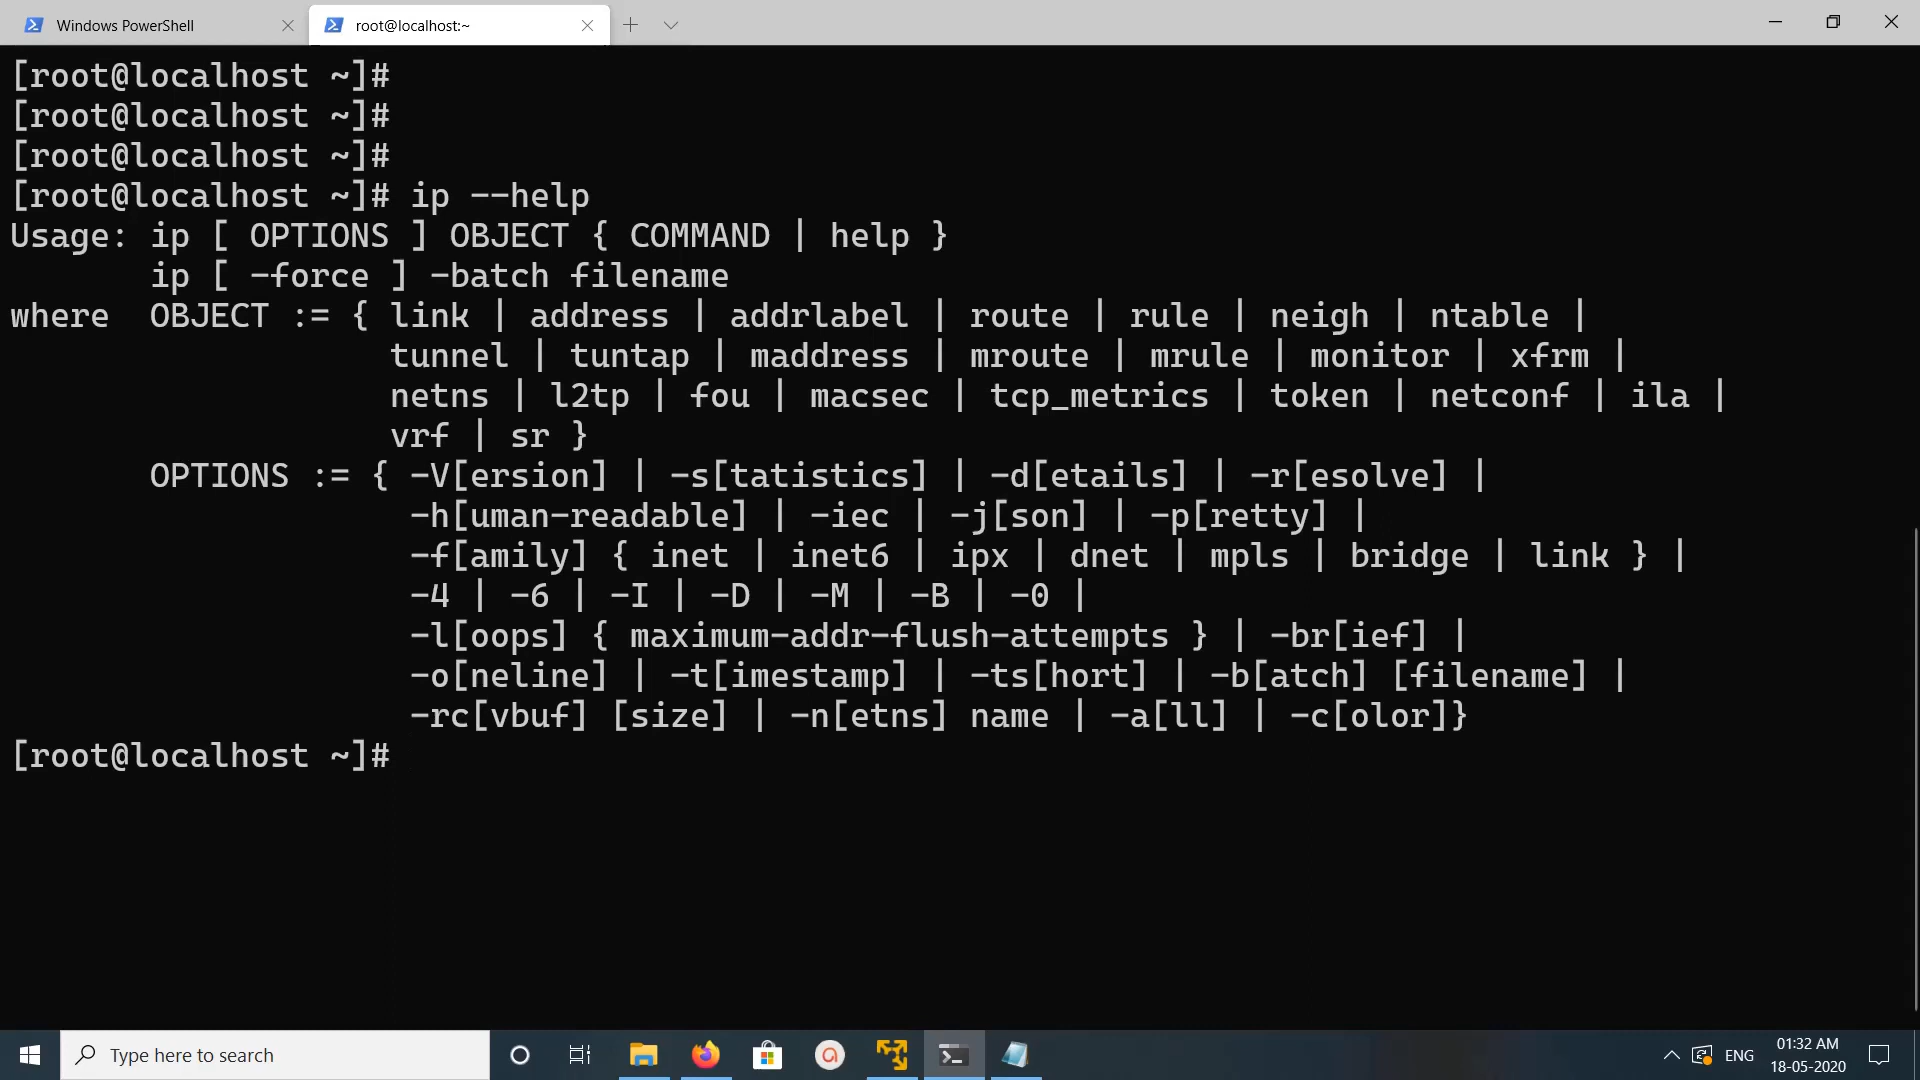 Windows PowerShell
root@localhost:~
[root@localhost ~]#
[root@localhost ~]#
[root@localhost ~]#
[root@localhost ~]# ip --help
Usage: ip [ OPTIONS ] OBJECT { COMMAND | help }
ip [ -force ] -batch filename
where OBJECT := { link | address | addrlabel | route | rule | neigh | ntable |
tunnel | tuntap | maddress | mroute | mrule | monitor | xfrm |
netns | l2tp | fou | macsec | tcp_metrics | token | netconf | ila |
vrf | sr }
OPTIONS := { -V[ersion] | -s[tatistics] | -d[etails] | -r[esolve] |
-h[uman-readable] | -iec | -j[son] | -p[retty] |
-f[amily] { inet | inet6 | ipx | dnet | mpls | bridge | link } |
-4 | -6 | -I | -D | -M | -B | -0 |
-l[oops] { maximum-addr-flush-attempts } | -br[ief] |
-o[neline] | -t[imestamp] | -ts[hort] | -b[atch] [filename] |
-rc[vbuf] [size] | -n[etns] name | -a[ll] | -c[olor]}
[root@localhost ~]#
Type here to search
ENG
01:32 AM
18-05-2020